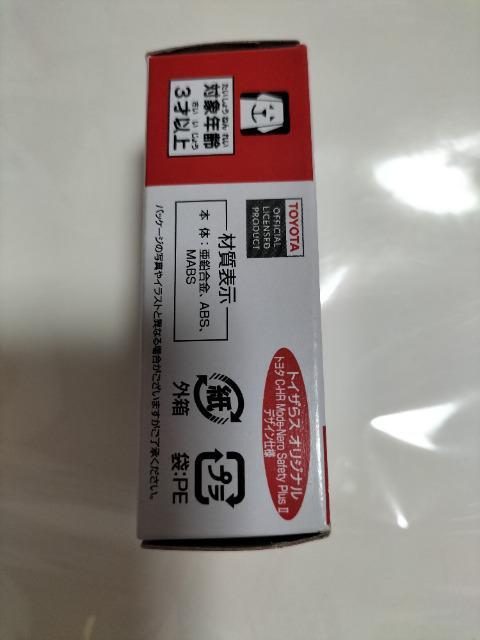 たいしょうねんれい
対象年齢
さい いじょう
3才以上
TOYOTA
OFFICIAL
LICENSED
PRODUCT
材質表示
本 体：亜鉛合金、ABS、
MABS
パッケージの写真やイラストと異なる場合がございますがご了承ください。
紙
外箱
プラ
袋:PE
トイザらス オリジナル
トヨタ C-HR Mode-Nero Safety Plus II
デザイン仕様